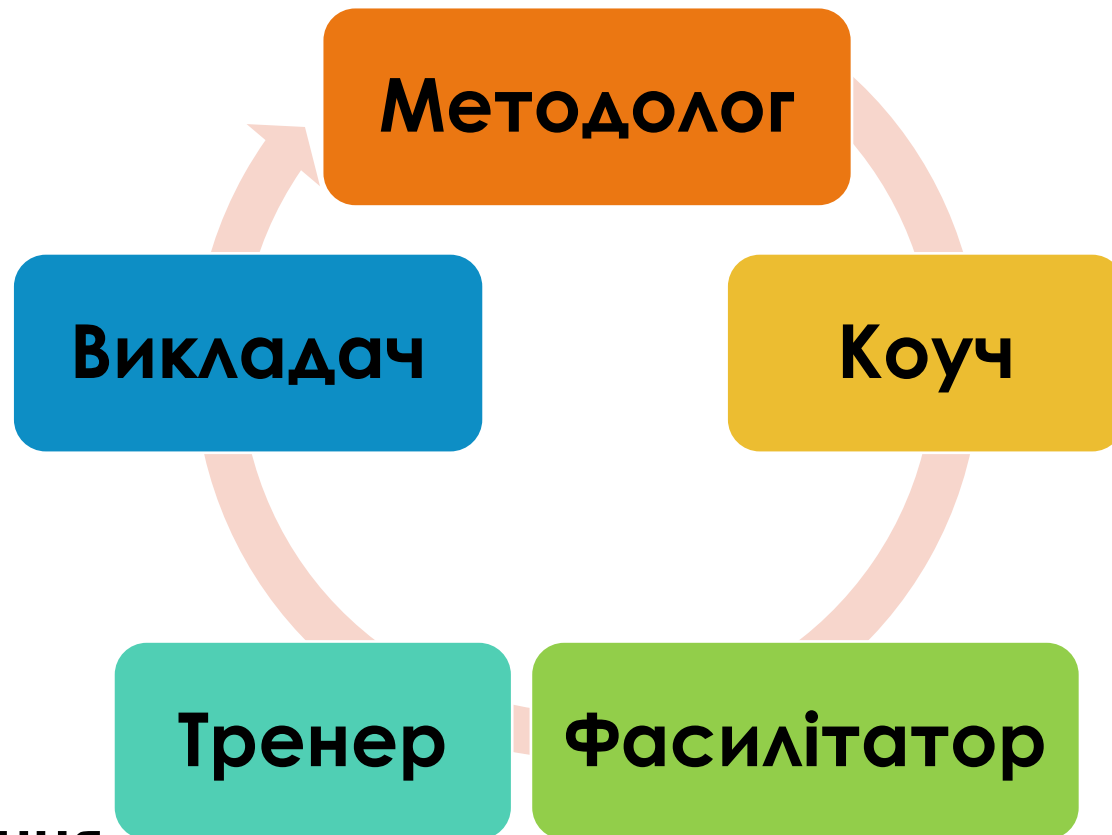 Методолог
Викладач
Коуч
Тренер
Фасилітатор